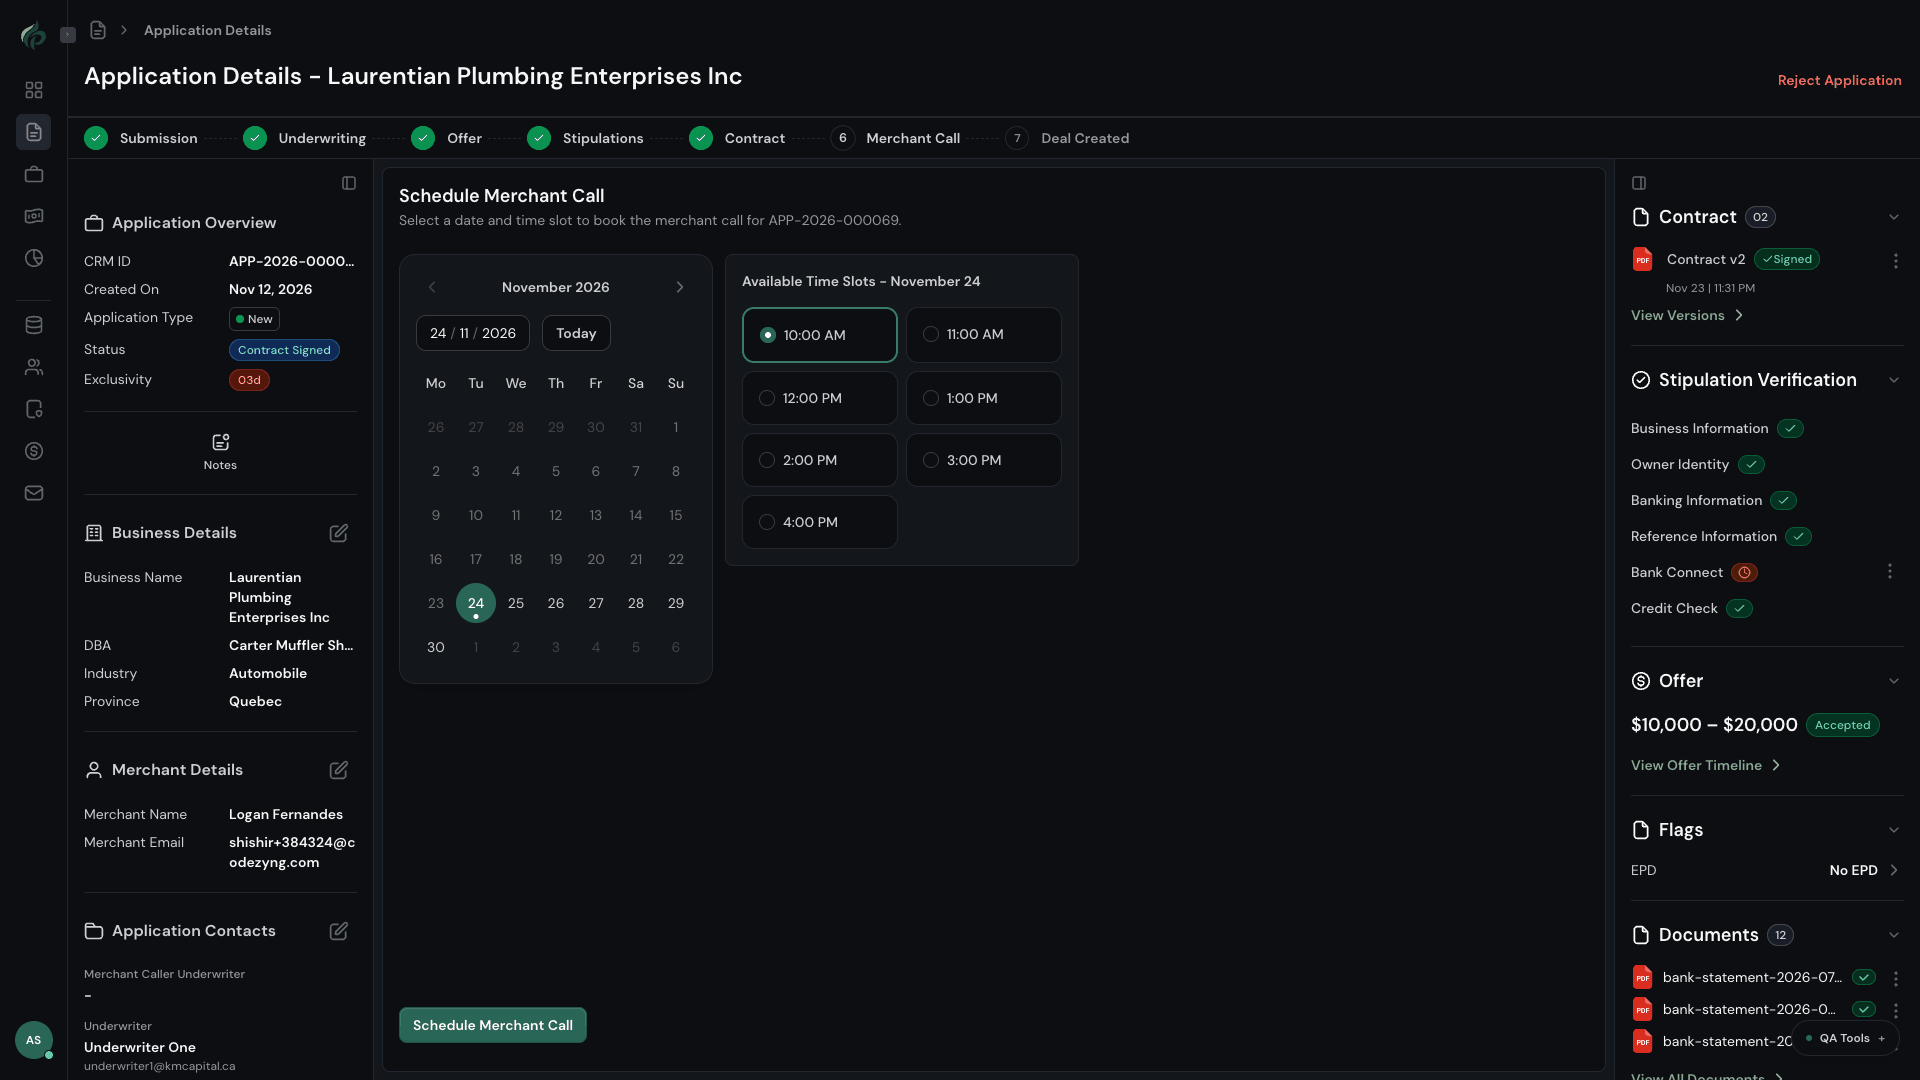 Application Details
Application Details - Laurentian Plumbing Enterprises Inc
Reject Application
Submission
Underwriting
Offer
Stipulations
Contract
6 Merchant Call
7 Deal Created
Application Overview
CRM ID APP-2026-0000...
Created On Nov 12, 2026
Application Type New
Status Contract Signed
Exclusivity 03d
Notes
Business Details
Business Name Laurentian
Plumbing
Enterprises Inc
DBA Carter Muffler Sh...
Industry Automobile
Province Quebec
Merchant Details
Merchant Name Logan Fernandes
Merchant Email shishir+384324@c
odezyng.com
Application Contacts
Merchant Caller Underwriter
-
Underwriter
Underwriter One
underwriter1@kmcapital.ca
AS
Schedule Merchant Call
Select a date and time slot to book the merchant call for APP-2026-000069.
November 2026
24 / 11 / 2026 Today
Mo Tu We Th Fr Sa Su
26 27 28 29 30 31 1
2 3 4 5 6 7 8
9 10 11 12 13 14 15
16 17 18 19 20 21 22
23 24 25 26 27 28 29
30 1 2 3 4 5 6
Available Time Slots - November 24
10:00 AM 11:00 AM
12:00 PM 1:00 PM
2:00 PM 3:00 PM
4:00 PM
Schedule Merchant Call
Contract 02
PDF Contract v2 Signed
Nov 23 | 11:31 PM
View Versions
Stipulation Verification
Business Information
Owner Identity
Banking Information
Reference Information
Bank Connect
Credit Check
Offer
$10,000 – $20,000 Accepted
View Offer Timeline
Flags
EPD No EPD
Documents 12
PDF bank-statement-2026-07...
PDF bank-statement-2026-0...
PDF bank-statement-20
QA Tools +
View All Documents